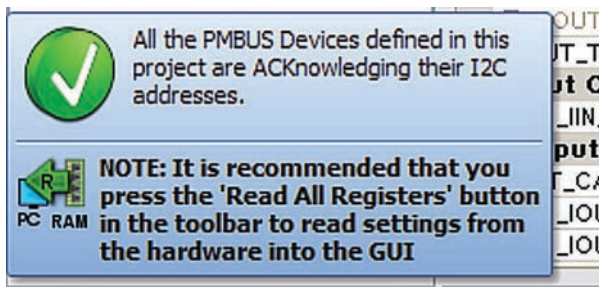 All the PMBUS Devices defined in this
project are ACKnowledging their I2C
addresses.
NOTE: It is recommended that you
press the 'Read All Registers' button
in the toolbar to read settings from
the hardware into the GUI
R
PC RAM